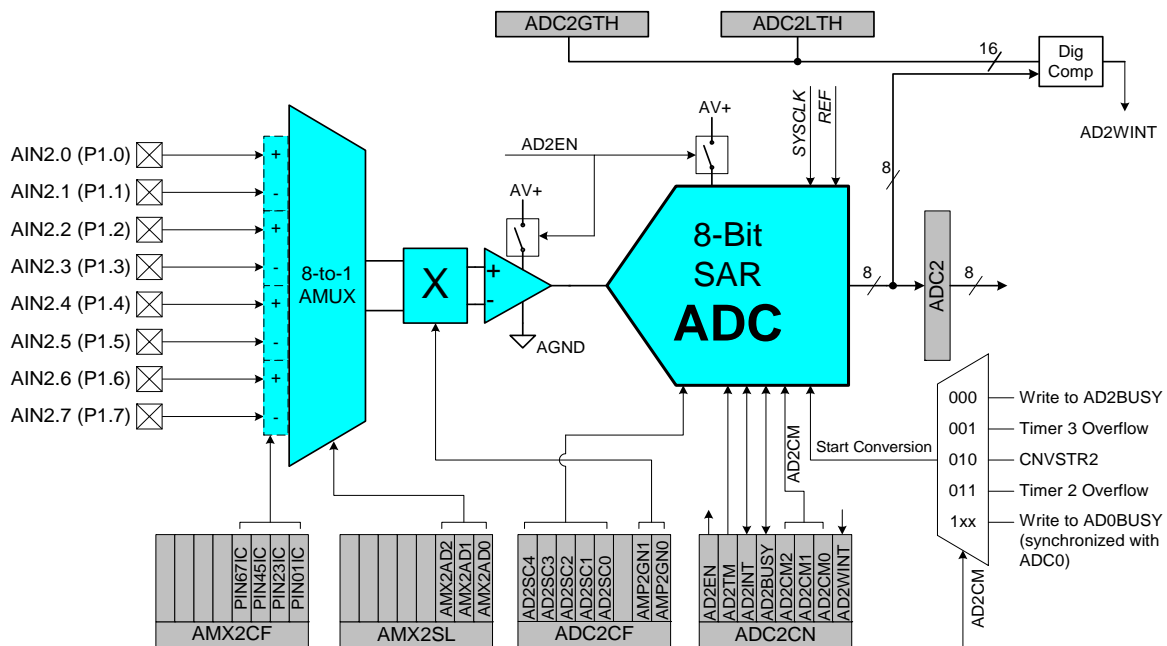 ADC2GTH
ADC2LTH
16
Dig
Comp
AD2WINT
AV+
SYSCLK
REF
AD2EN
AV+
8
AIN2.0 (P1.0)
AIN2.1 (P1.1)
AIN2.2 (P1.2)
AIN2.3 (P1.3)
AIN2.4 (P1.4)
AIN2.5 (P1.5)
AIN2.6 (P1.6)
AIN2.7 (P1.7)
+
-
+
-
+
-
+
-
8-to-1
AMUX
X
+
-
AGND
8-Bit
SAR
ADC
8
ADC2
8
Start Conversion
000
001
010
011
1xx
Write to AD2BUSY
Timer 3 Overflow
CNVSTR2
Timer 2 Overflow
Write to AD0BUSY
(synchronized with
ADC0)
AD2CM
AD2CM
PIN67IC
PIN45IC
PIN23IC
PIN01IC
AMX2CF
AMX2AD2
AMX2AD1
AMX2AD0
AMX2SL
AD2SC4
AD2SC3
AD2SC2
AD2SC1
AD2SC0
AMP2GN1
AMP2GN0
ADC2CF
AD2EN
AD2TM
AD2INT
AD2BUSY
AD2CM2
AD2CM1
AD2CM0
AD2WINT
ADC2CN